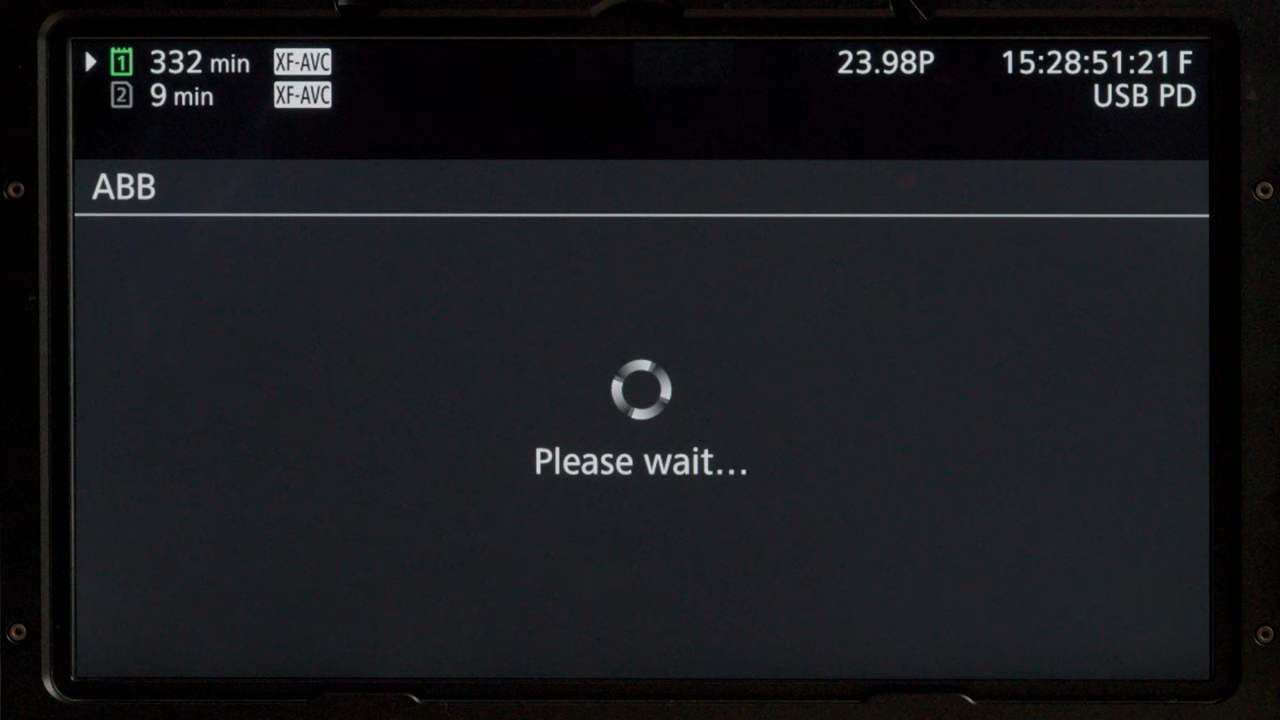 1 332 min XF-AVC 23.98P 15:28:51:21 F
2 9 min XF-AVC USB PD
ABB
Please wait...